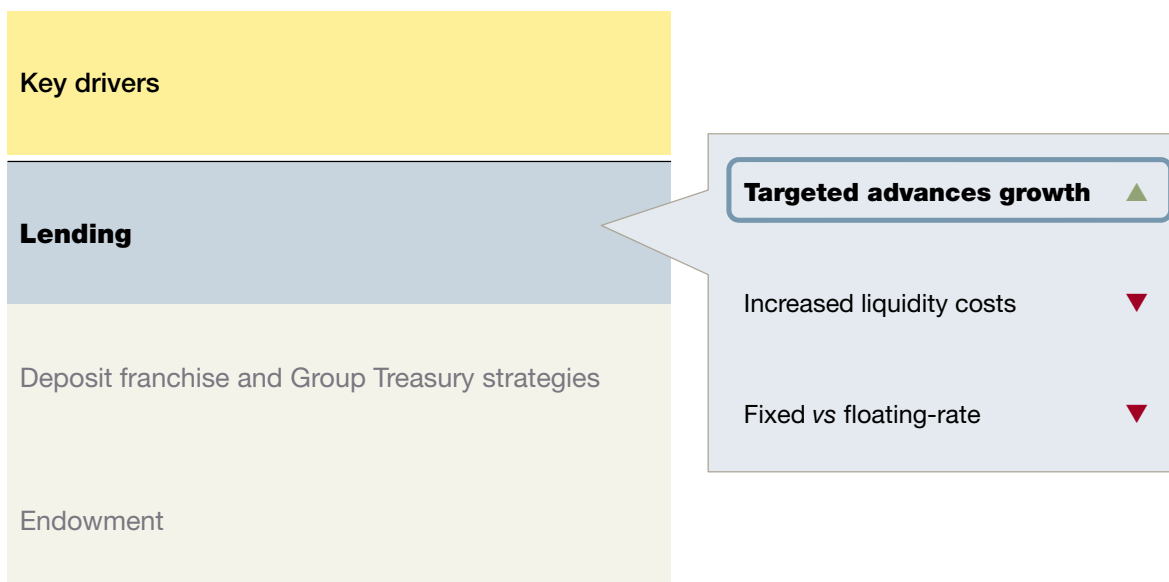 Key drivers
Lending
Deposit franchise and Group Treasury strategies
Endowment
Targeted advances growth ▲
Increased liquidity costs ▼
Fixed vs floating-rate ▼